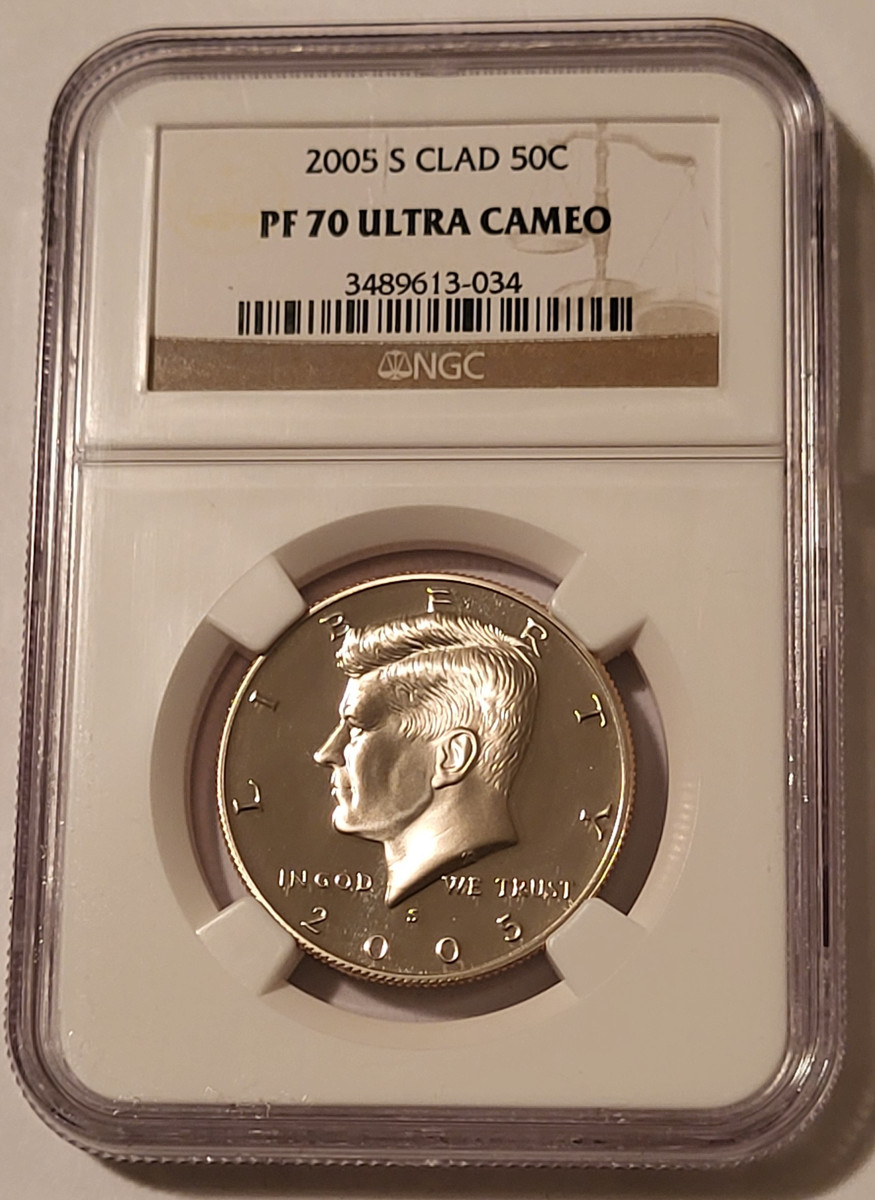 2005 S CLAD 50C
PF 70 ULTRA CAMEO
3489613-034
NGC
LIBERTY
IN GOD WE TRUST
S
2005